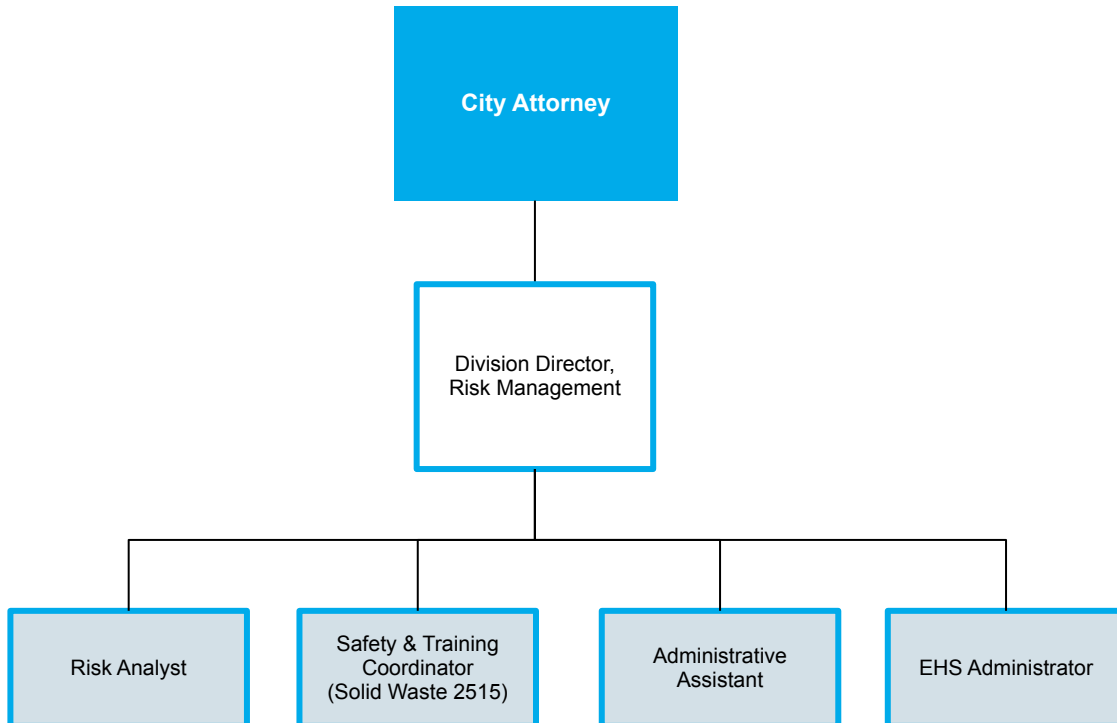 City Attorney
Division Director,
Risk Management
Risk Analyst
Safety & Training
Coordinator
(Solid Waste 2515)
Administrative
Assistant
EHS Administrator